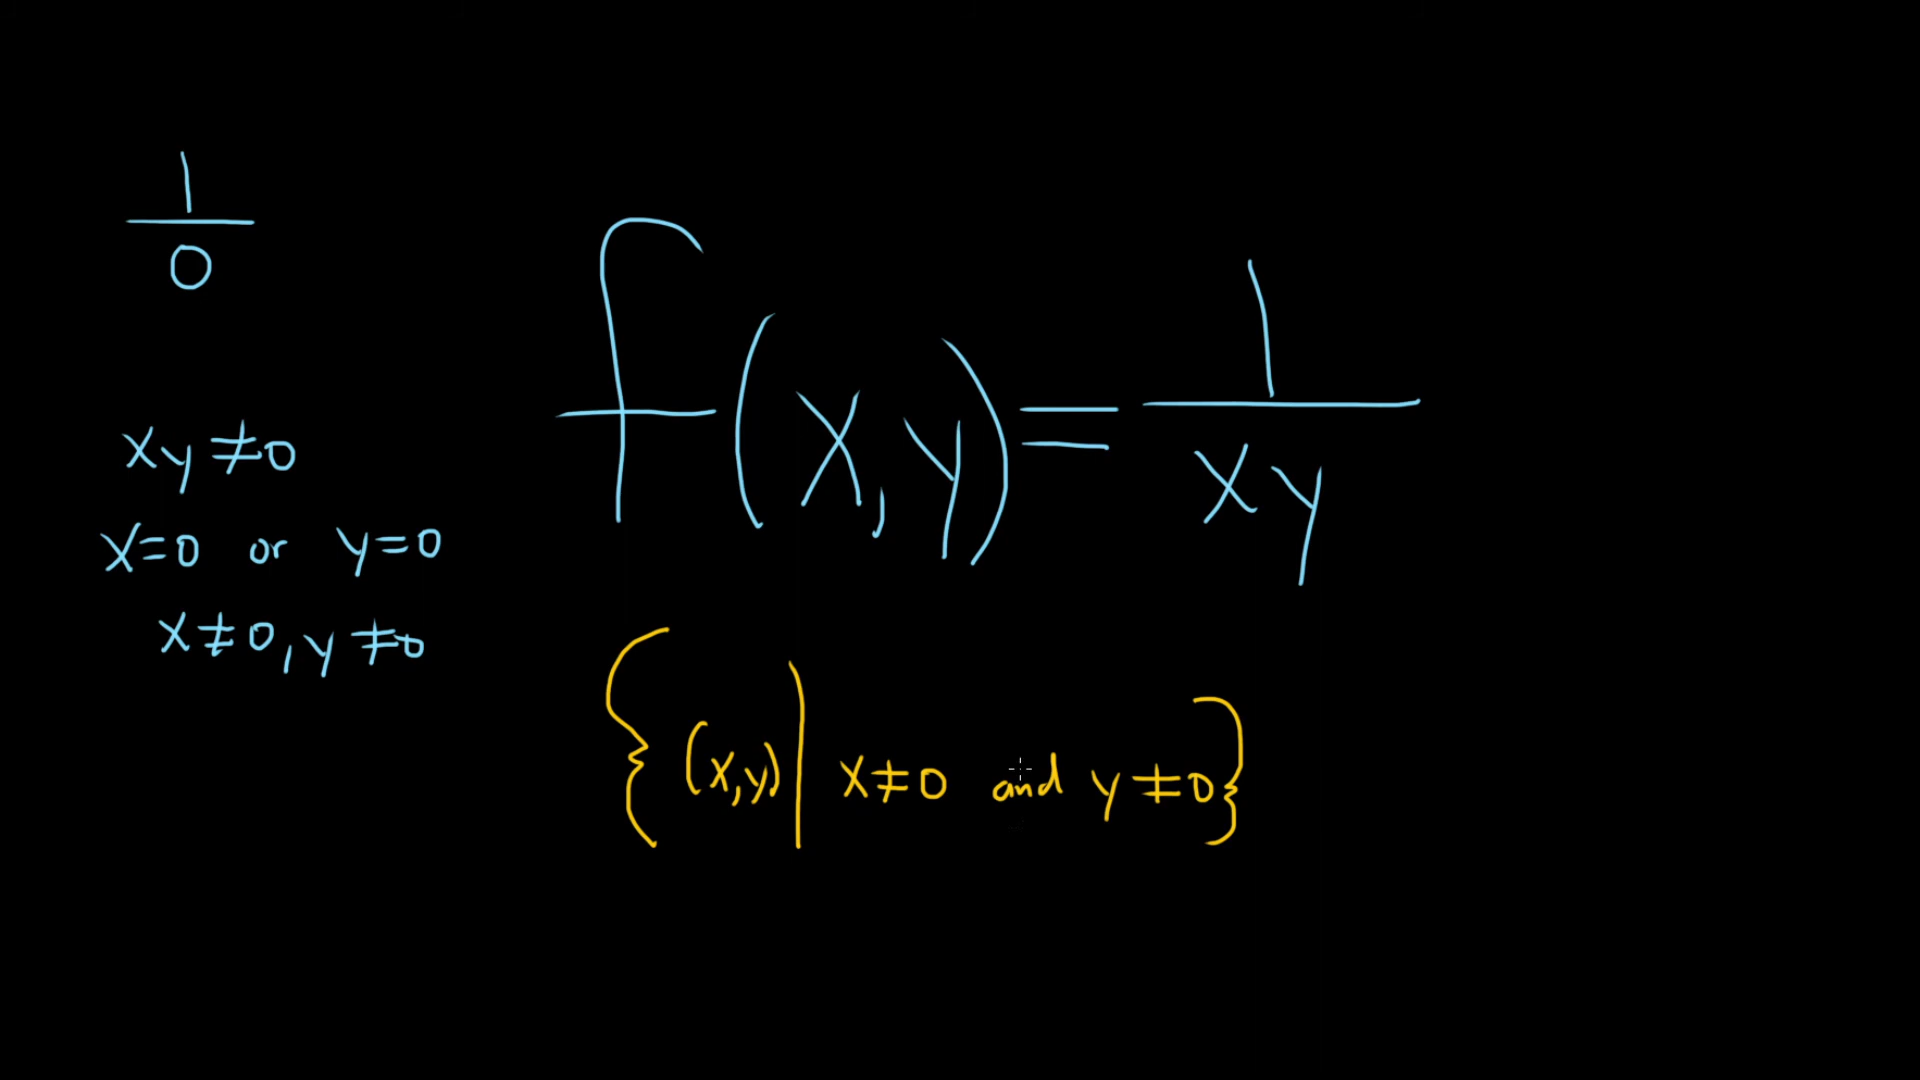 1/0
f(x,y) = 1/xy
xy ≠ 0
x=0 or y=0
x≠0, y≠0
{(x,y) | x≠0 and y≠0}